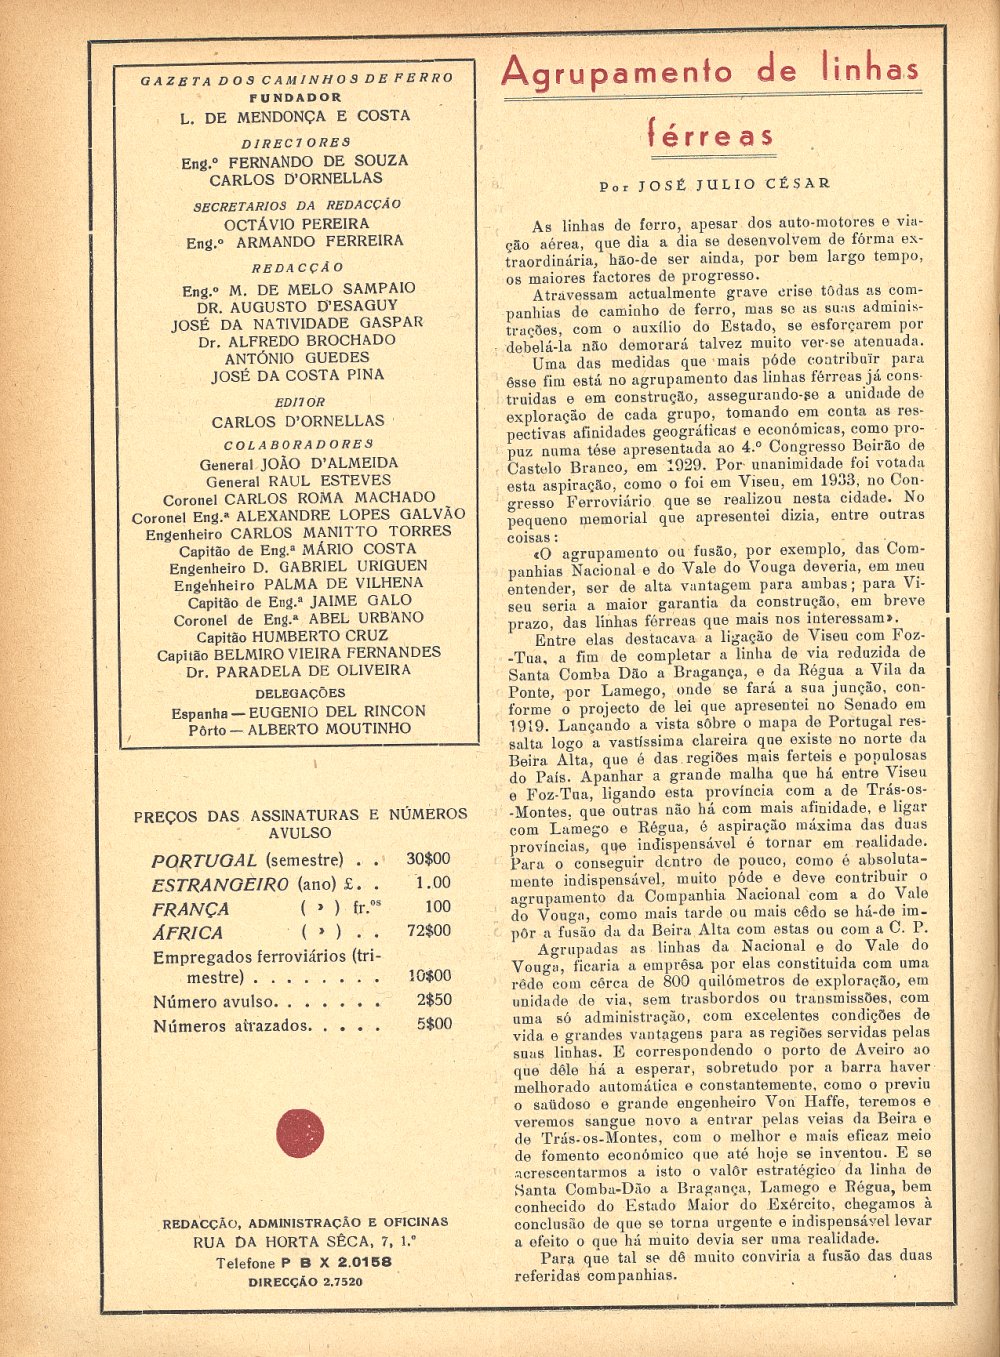 GAZETA DOS CAMINHOS DE FERRO
FUNDADOR
L. DE MENDONÇA E COSTA
DIRECTORES
Eng.º FERNANDO DE SOUZA
CARLOS D'ORNELLAS
SECRETARIOS DA REDACÇÃO
OCTÁVIO PEREIRA
Eng.º ARMANDO FERREIRA
REDACÇÃO
Eng.º M. DE MELO SAMPAIO
DR. AUGUSTO D'ESAGUY
JOSÉ DA NATIVIDADE GASPAR
Dr. ALFREDO BROCHADO
ANTÓNIO GUEDES
JOSÉ DA COSTA PINA
EDITOR
CARLOS D'ORNELLAS
COLABORADORES
General JOÃO D'ALMEIDA
General RAUL ESTEVES
Coronel CARLOS ROMA MACHADO
Coronel Eng.ª ALEXANDRE LOPES GALVÃO
Engenheiro CARLOS MANITTO TORRES
Capitão de Eng.ª MÁRIO COSTA
Engenheiro D. GABRIEL URIGUEN
Engenheiro PALMA DE VILHENA
Capitão de Eng.ª JAIME GALO
Coronel de Eng.ª ABEL URBANO
Capitão HUMBERTO CRUZ
Capitão BELMIRO VIEIRA FERNANDES
Dr. PARADELA DE OLIVEIRA
DELEGAÇÕES
Espanha — EUGENIO DEL RINCON
Pôrto — ALBERTO MOUTINHO
PREÇOS DAS ASSINATURAS E NÚMEROS
AVULSO
PORTUGAL (semestre) . . 30$00
ESTRANGEIRO (ano) £. . 1.00
FRANÇA ( » ) fr.ᵒˢ 100
ÁFRICA ( » ) . . 72$00
Empregados ferroviários (tri-
mestre) . . . . . . . . 10$00
Número avulso. . . . . . . 2$50
Números atrazados. . . . . 5$00
REDACÇÃO, ADMINISTRAÇÃO E OFICINAS
RUA DA HORTA SÊCA, 7, 1.º
Telefone P B X 2.0158
DIRECÇÃO 2.7520
Agrupamento de linhas
férreas
Por JOSÉ JULIO CÉSAR
As linhas de ferro, apesar dos auto-motores e via-
ção aérea, que dia a dia se desenvolvem de fórma ex-
traordinária, hão-de ser ainda, por bem largo tempo,
os maiores factores de progresso.
Atravessam actualmente grave crise tôdas as com-
panhias de caminho de ferro, mas se as suas adminis-
trações, com o auxílio do Estado, se esforçarem por
debelá-la não demorará talvez muito ver-se atenuada.
Uma das medidas que mais póde contribuír para
êsse fim está no agrupamento das linhas férreas já cons-
truidas e em construção, assegurando-se a unidade de
exploração de cada grupo, tomando em conta as res-
pectivas afinidades geográficas e económicas, como pro-
puz numa tése apresentada ao 4.º Congresso Beirão de
Castelo Branco, em 1929. Por unanimidade foi votada
esta aspiração, como o foi em Viseu, em 1933, no Con-
gresso Ferroviário que se realizou nesta cidade. No
pequeno memorial que apresentei dizia, entre outras
coisas :
«O agrupamento ou fusão, por exemplo, das Com-
panhias Nacional e do Vale do Vouga deveria, em meu
entender, ser de alta vantagem para ambas ; para Vi-
seu seria a maior garantia da construção, em breve
prazo, das linhas férreas que mais nos interessam».
Entre elas destacava a ligação de Viseu com Foz-
-Tua, a fim de completar a linha de via reduzida de
Santa Comba Dão a Bragança, e da Régua a Vila da
Ponte, por Lamego, onde se fará a sua junção, con-
forme o projecto de lei que apresentei no Senado em
1919. Lançando a vista sôbre o mapa de Portugal res-
salta logo a vastíssima clareira que existe no norte da
Beira Alta, que é das regiões mais ferteis e populosas
do País. Apanhar a grande malha que há entre Viseu
e Foz-Tua, ligando esta província com a de Trás-os-
-Montes, que outras não há com mais afinidade, e ligar
com Lamego e Régua, é aspiração máxima das duas
províncias, que indispensável é tornar em realidade.
Para o conseguir dentro de pouco, como é absoluta-
mente indispensável, muito póde e deve contribuir o
agrupamento da Companhia Nacional com a do Vale
do Vouga, como mais tarde ou mais cêdo se há-de im-
pôr a fusão da da Beira Alta com estas ou com a C. P.
Agrupadas as linhas da Nacional e do Vale do
Vouga, ficaria a emprêsa por elas constituida com uma
rêde com cêrca de 800 quilómetros de exploração, em
unidade de via, sem trasbordos ou transmissões, com
uma só administração, com excelentes condições de
vida e grandes vantagens para as regiões servidas pelas
suas linhas. E correspondendo o porto de Aveiro ao
que dêle há a esperar, sobretudo por a barra haver
melhorado automática e constantemente, como o previu
o saüdoso e grande engenheiro Von Haffe, teremos e
veremos sangue novo a entrar pelas veias da Beira e
de Trás-os-Montes, com o melhor e mais eficaz meio
de fomento económico que até hoje se inventou. E se
acrescentarmos a isto o valôr estratégico da linha de
Santa Comba-Dão a Bragança, Lamego e Régua, bem
conhecido do Estado Maior do Exército, chegamos à
conclusão de que se torna urgente e indispensável levar
a efeito o que há muito devia ser uma realidade.
Para que tal se dê muito conviria a fusão das duas
referidas companhias.